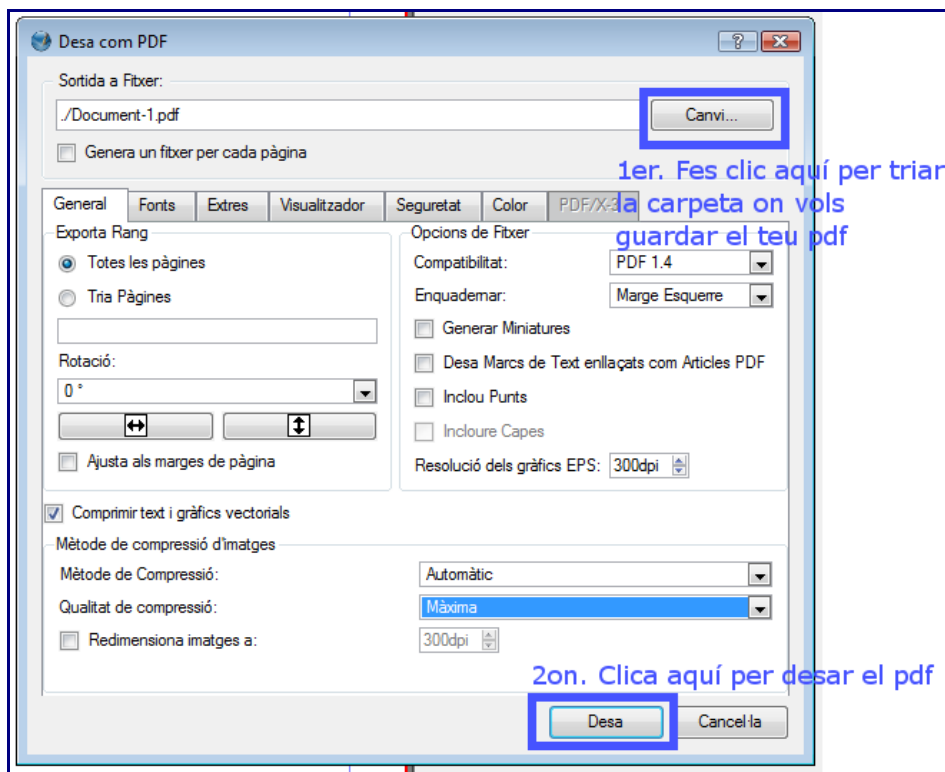 Desa com PDF
Sortida a Fitxer:
./Document-1.pdf
Canvi...
Genera un fitxer per cada pàgina
1er. Fes clic aquí per triar
la carpeta on vols
guardar el teu pdf
General Fonts Extres Visualitzador Seguretat Color PDF/X-3
Exporta Rang
Totes les pàgines
Tria Pàgines
Rotació:
0 °
Ajusta als marges de pàgina
Opcions de Fitxer
Compatibilitat: PDF 1.4
Enquadernar: Marge Esquerre
Generar Miniatures
Desa Marcs de Text enllaçats com Articles PDF
Inclou Punts
Incloure Capes
Resolució dels gràfics EPS: 300dpi
Comprimir text i gràfics vectorials
Mètode de compressió d'imatges
Mètode de Compressió: Automàtic
Qualitat de compressió: Màxima
Redimensiona imatges a: 300dpi
2on. Clica aquí per desar el pdf
Desa Cancel·la